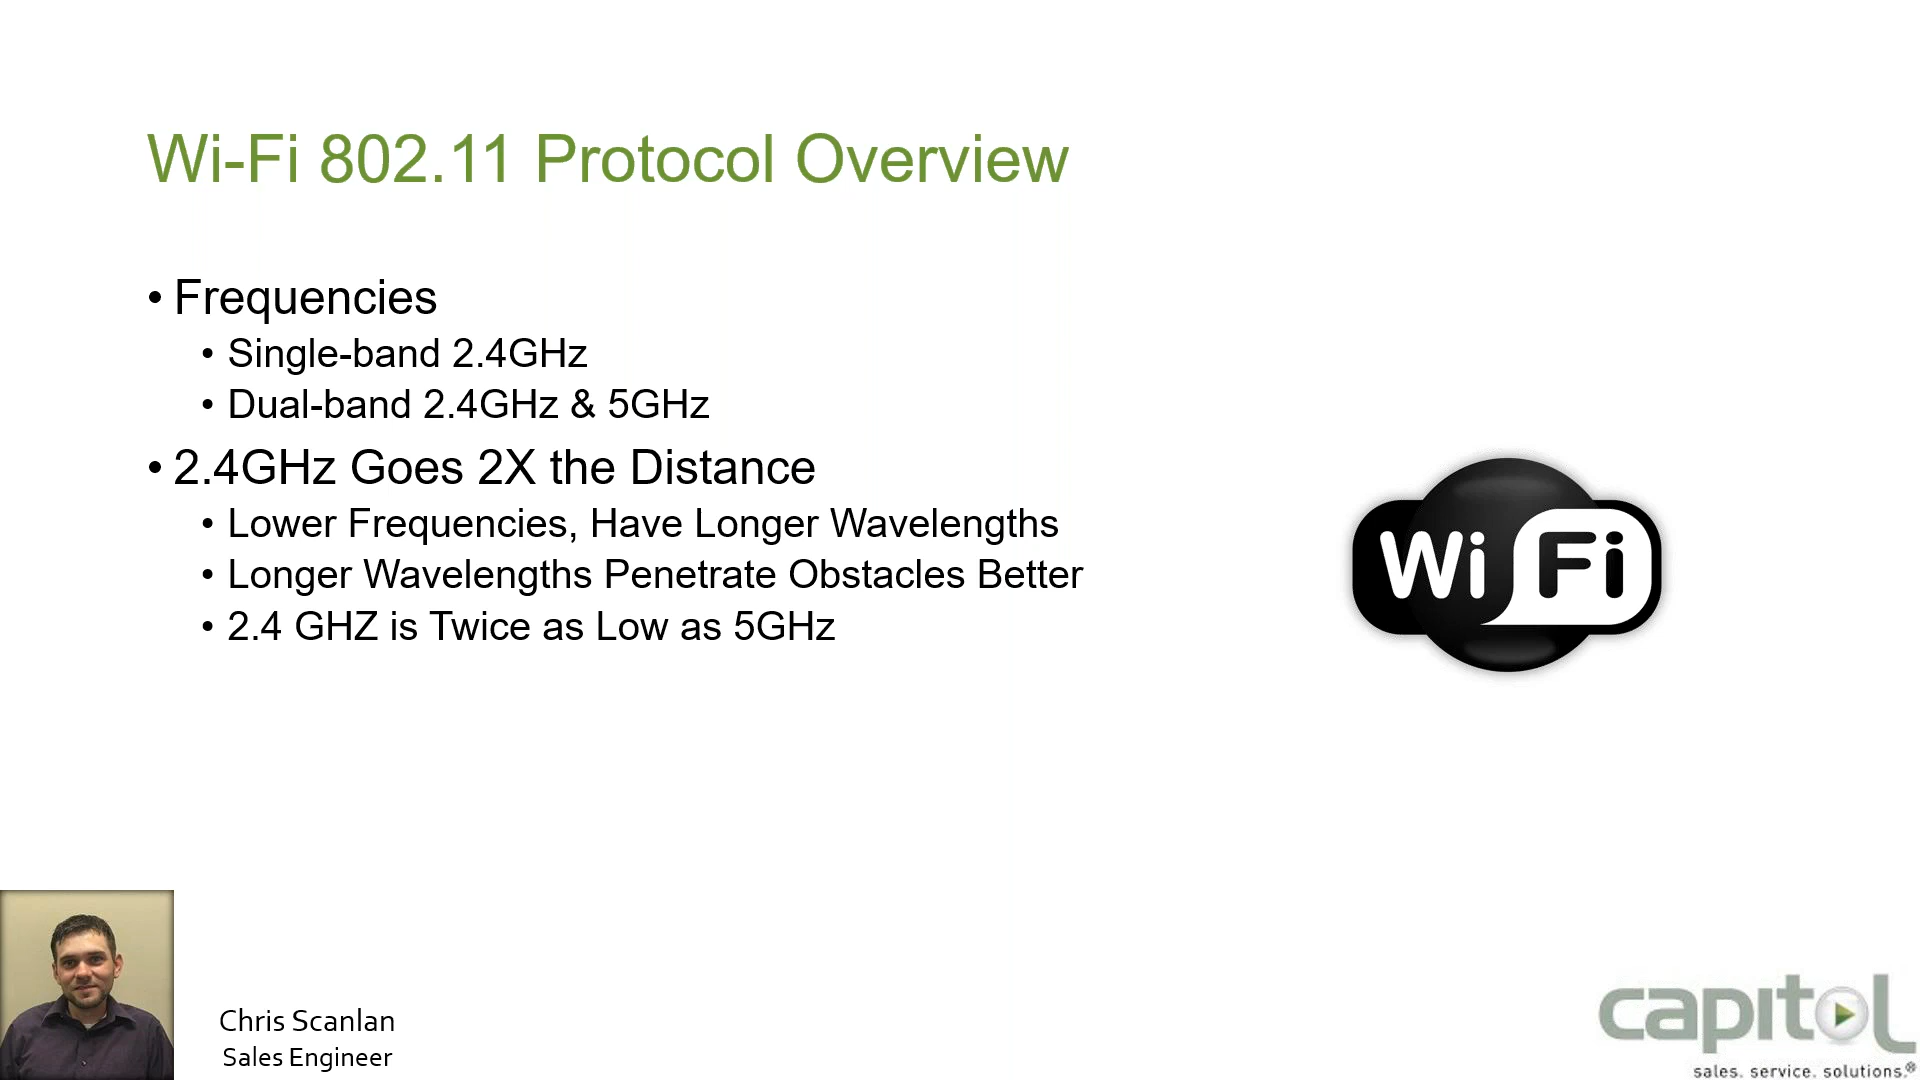 Wi-Fi 802.11 Protocol Overview
• Frequencies
• Single-band 2.4GHz
• Dual-band 2.4GHz & 5GHz
• 2.4GHz Goes 2X the Distance
• Lower Frequencies, Have Longer Wavelengths
• Longer Wavelengths Penetrate Obstacles Better
• 2.4 GHZ is Twice as Low as 5GHz
Wi Fi
Chris Scanlan
Sales Engineer
capitol
sales. service. solutions.®